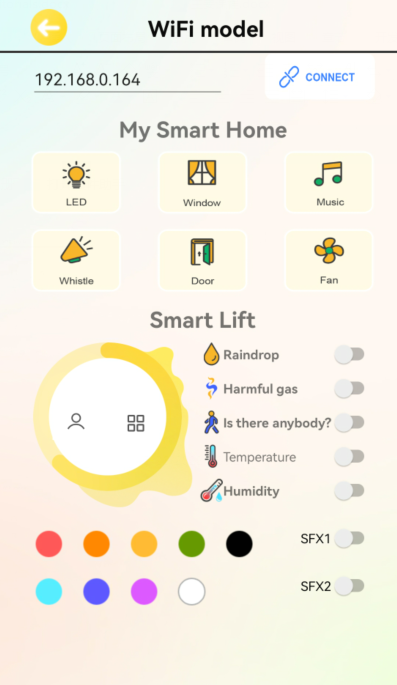 WiFi model
192.168.0.164
CONNECT
My Smart Home
LED
Window
Music
Whistle
Door
Fan
Smart Lift
Raindrop
Harmful gas
Is there anybody?
Temperature
Humidity
SFX1
SFX2